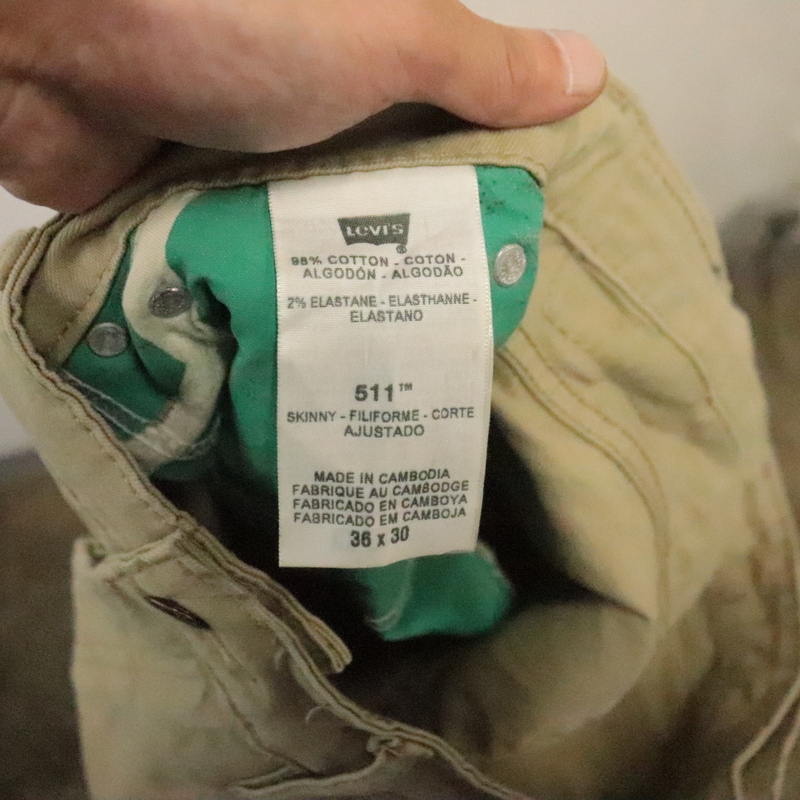 LEVI'S
®
98% COTTON - COTON -
ALGODÓN - ALGODÃO
2% ELASTANE - ELASTHANNE -
ELASTANO
511™
SKINNY - FILIFORME - CORTE
AJUSTADO
MADE IN CAMBODIA
FABRIQUE AU CAMBODGE
FABRICADO EN CAMBOYA
FABRICADO EM CAMBOJA
36 x 30